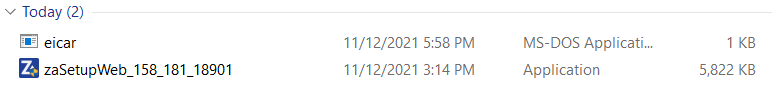 Today (2)
eicar 11/12/2021 5:58 PM MS-DOS Applicati... 1 KB
zaSetupWeb_158_181_18901 11/12/2021 3:14 PM Application 5,822 KB